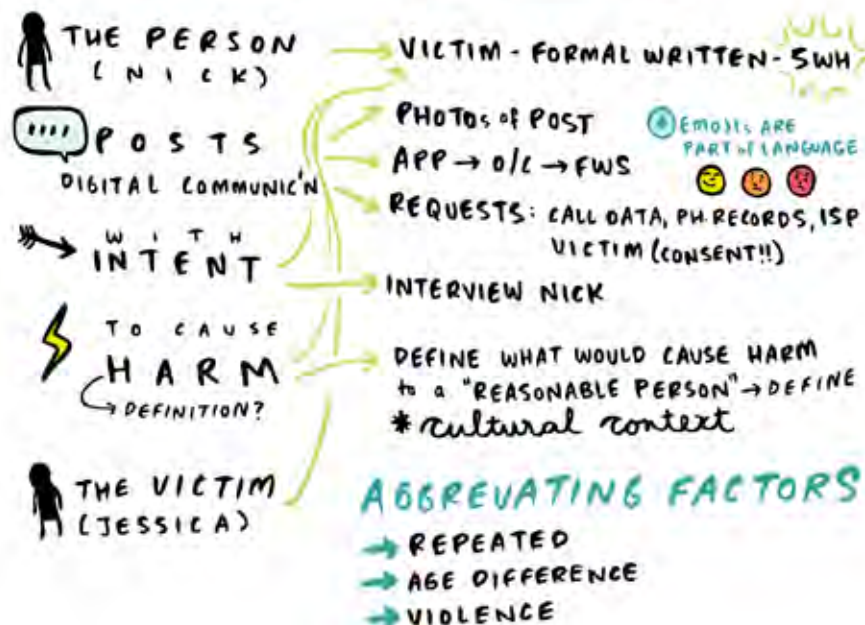 THE PERSON
(NICK)
POSTS
DIGITAL COMMUNIC'N
WITH
INTENT
TO CAUSE
HARM
DEFINITION?
THE VICTIM
(JESSICA)
VICTIM - FORMAL WRITTEN - 5WH
PHOTOS of POST
APP → O/C → FWS
REQUESTS: CALL DATA, PH. RECORDS, ISP
VICTIM (CONSENT!!)
EMOJIS ARE
PART of LANGUAGE
INTERVIEW NICK
DEFINE WHAT WOULD CAUSE HARM
to a "REASONABLE PERSON" → DEFINE
* cultural context
AGGREVATING FACTORS
→ REPEATED
→ AGE DIFFERENCE
→ VIOLENCE